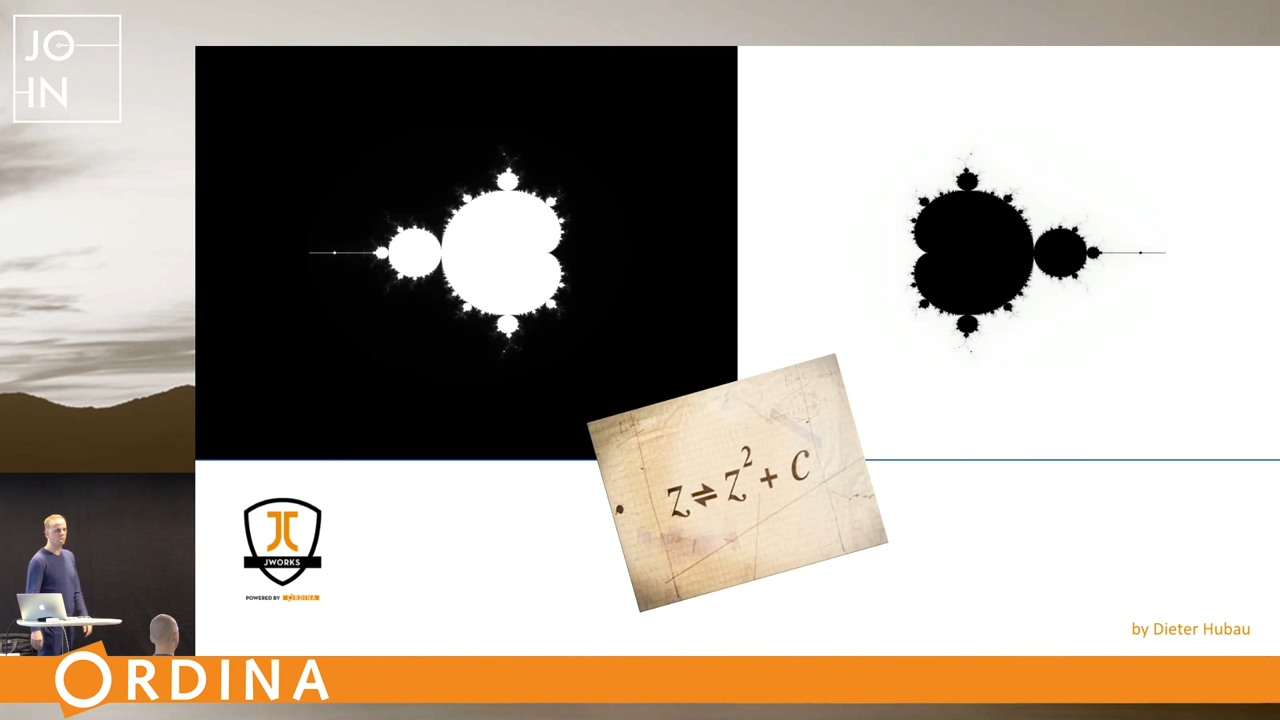 JO
IN
Z ⇌ Z² + C
JWORKS
POWERED BY ORDINA
by Dieter Hubau
ORDINA